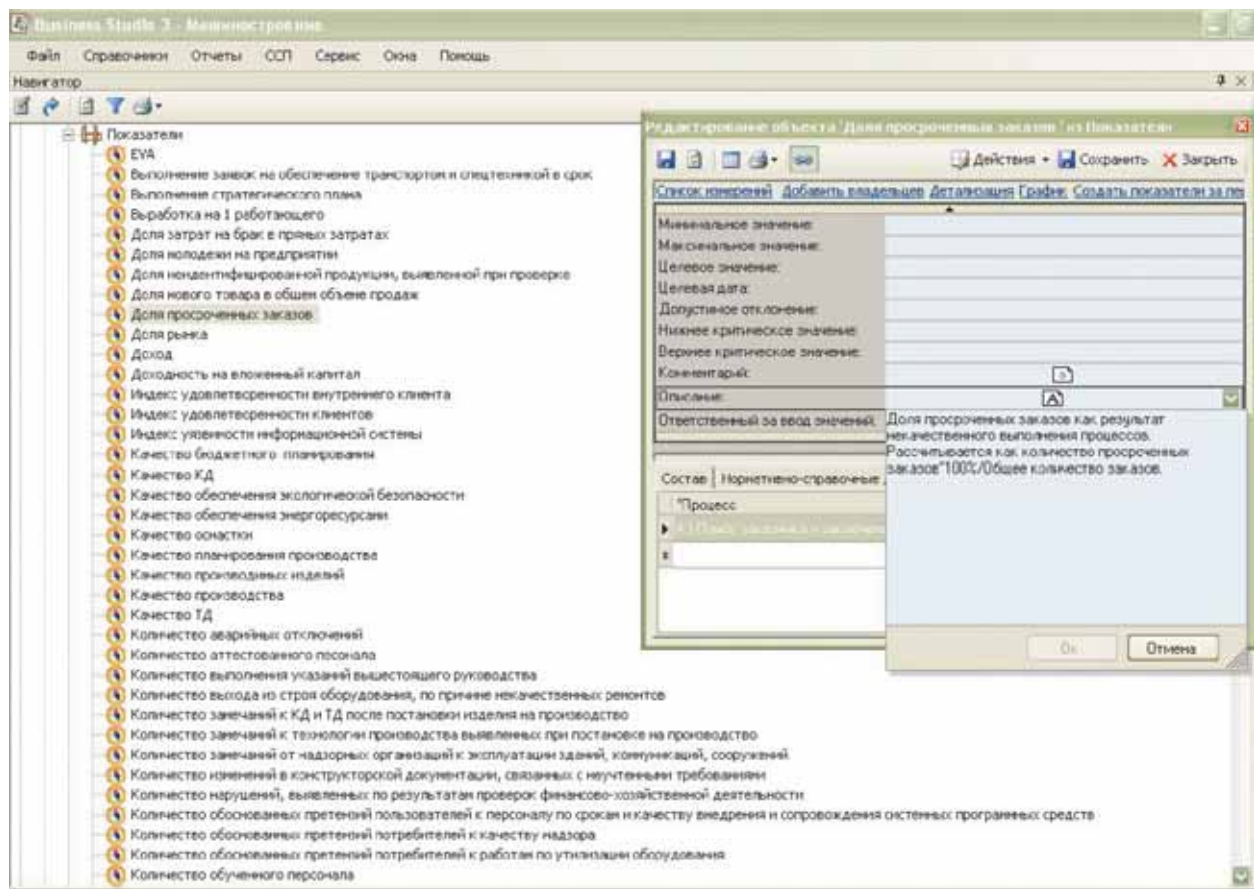 Business Studio 3 - Машиностроение
Файл Справочники Отчеты ССП Сервис Окна Помощь
Навигатор
Показатели
EVA
Выполнение заявок на обеспечение транспортом и спецтехникой в срок
Выполнение стратегического плана
Выработка на 1 работающего
Доля затрат на брак в прямых затратах
Доля молодежи на предприятии
Доля неидентифицированной продукции, выявленной при проверке
Доля нового товара в общем объеме продаж
Доля просроченных заказов
Доля рынка
Доход
Доходность на вложенный капитал
Индекс удовлетворенности внутреннего клиента
Индекс удовлетворенности клиентов
Индекс уязвимости информационной системы
Качество бюджетного планирования
Качество КД
Качество обеспечения экологической безопасности
Качество обеспечения энергоресурсами
Качество оснастки
Качество планирования производства
Качество производимых изделий
Качество производства
Качество ТД
Количество аварийных отключений
Количество аттестованного песонала
Количество выполнения указаний вышестоящего руководства
Количество выхода из строя оборудования, по причине некачественных ремонтов
Количество замечаний к КД и ТД после постановки изделия на производство
Количество замечаний к технологии производства выявленных при постановке на производство
Количество замечаний от надзорных организаций к эксплуатации зданий, коммуникаций, сооружений
Количество изменений в конструкторской документации, связанных с неучтенными требованиями
Количество нарушений, выявленных по результатам проверок финансово-хозяйственной деятельности
Количество обоснованных претензий пользователей к персоналу по срокам и качеству внедрения и сопровождения системных программных средств
Количество обоснованных претензий потребителей к качеству надзора
Количество обоснованных претензий потребителей к работам по утилизации оборудования
Количество обученного персонала
Редактирование объекта "Доля просроченных заказов" из Показатели
Действия Сохранить Закрыть
Список измерений Добавить владельцев Детализация График Создать показатели за пер
Минимальное значение:
Максимальное значение:
Целевое значение:
Целевая дата:
Допустимое отклонение:
Нижнее критическое значение:
Верхнее критическое значение:
Комментарий:
Описание:
Ответственный за ввод значений:
Доля просроченных заказов как результат
некачественного выполнения процессов.
Рассчитывается как количество просроченных
заказов*100%/Общее количество заказов.
Состав Нормативно-справочные
*Процесс
Ок Отмена